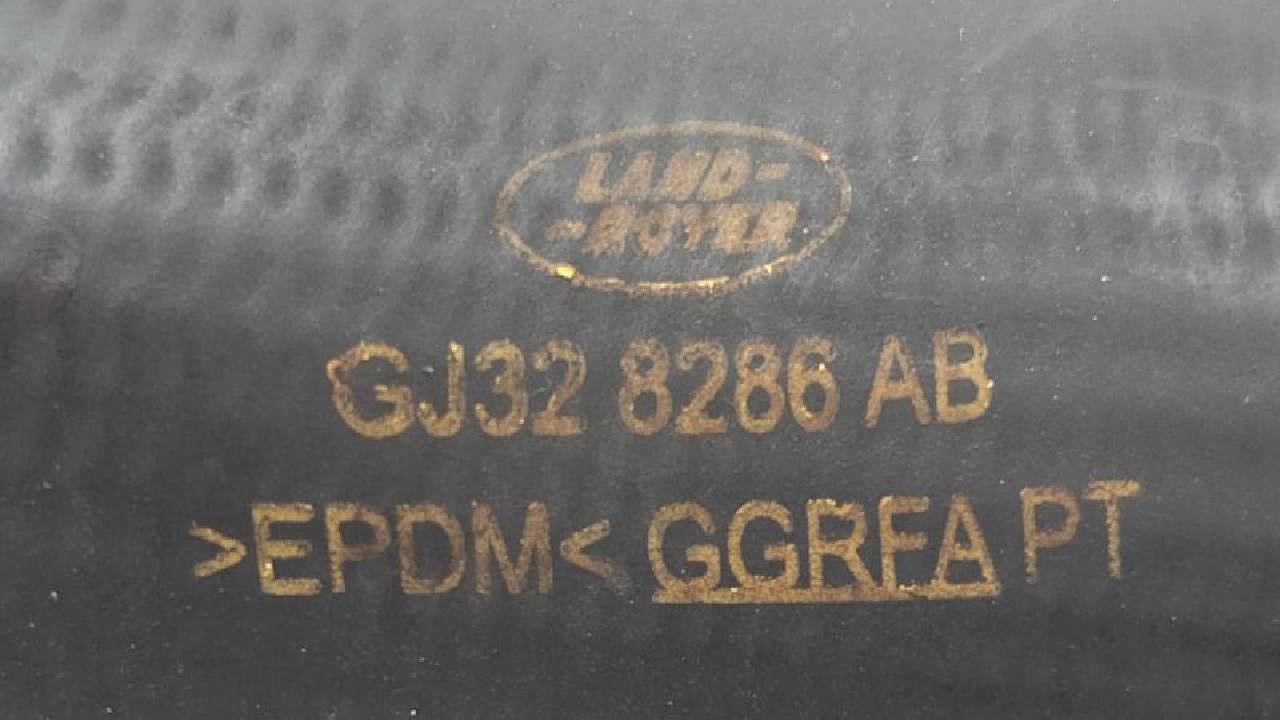 LAND-
-ROVER
GJ32 8286 AB
>EPDM< GGRFA PT